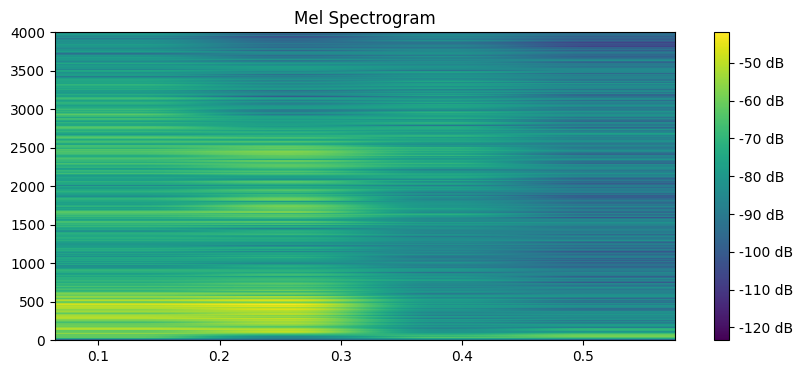 Mel Spectrogram
4000
3500
3000
2500
2000
1500
1000
500
0
0.1 0.2 0.3 0.4 0.5
-50 dB
-60 dB
-70 dB
-80 dB
-90 dB
-100 dB
-110 dB
-120 dB